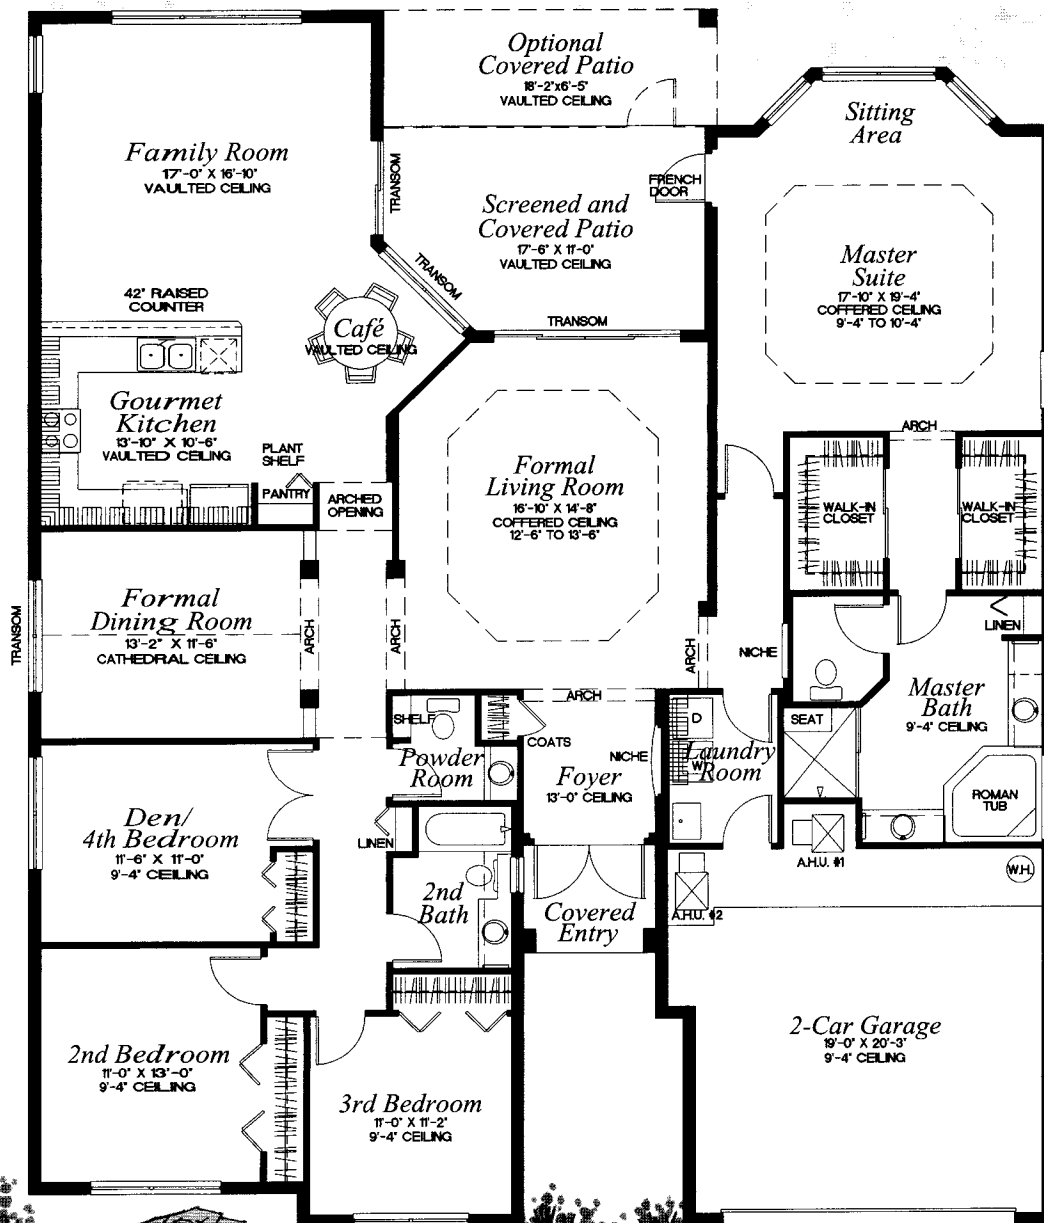 Optional
Covered Patio
18'-2"x6'-5"
VAULTED CEILING
Sitting
Area
Family Room
17'-0" X 16'-10"
VAULTED CEILING
TRANSOM
FRENCH
DOOR
Screened and
Covered Patio
17'-6" X 11'-0"
VAULTED CEILING
TRANSOM
TRANSOM
Master
Suite
17'-10" X 19'-4"
COFFERED CEILING
9'-4" TO 10'-4"
42" RAISED
COUNTER
Café
VAULTED CEILING
Gourmet
Kitchen
13'-10" X 10'-6"
VAULTED CEILING
PLANT
SHELF
PANTRY
ARCHED
OPENING
Formal
Living Room
16'-10" X 14'-8"
COFFERED CEILING
12'-6" TO 13'-6"
ARCH
WALK-IN
CLOSET
WALK-IN
CLOSET
TRANSOM
Formal
Dining Room
13'-2" X 11'-6"
CATHEDRAL CEILING
ARCH
ARCH
ARCH
NICHE
LINEN
Master
Bath
9'-4" CEILING
SEAT
ROMAN
TUB
ARCH
SHELF
Powder
Room
COATS
NICHE
Foyer
13'-0" CEILING
D
W
Laundry
Room
Den/
4th Bedroom
11'-6" X 11'-0"
9'-4" CEILING
LINEN
2nd
Bath
Covered
Entry
A.H.U. #1
A.H.U. #2
W.H.
2-Car Garage
19'-0" X 20'-3"
9'-4" CEILING
2nd Bedroom
11'-0" X 13'-0"
9'-4" CEILING
3rd Bedroom
11'-0" X 11'-2"
9'-4" CEILING